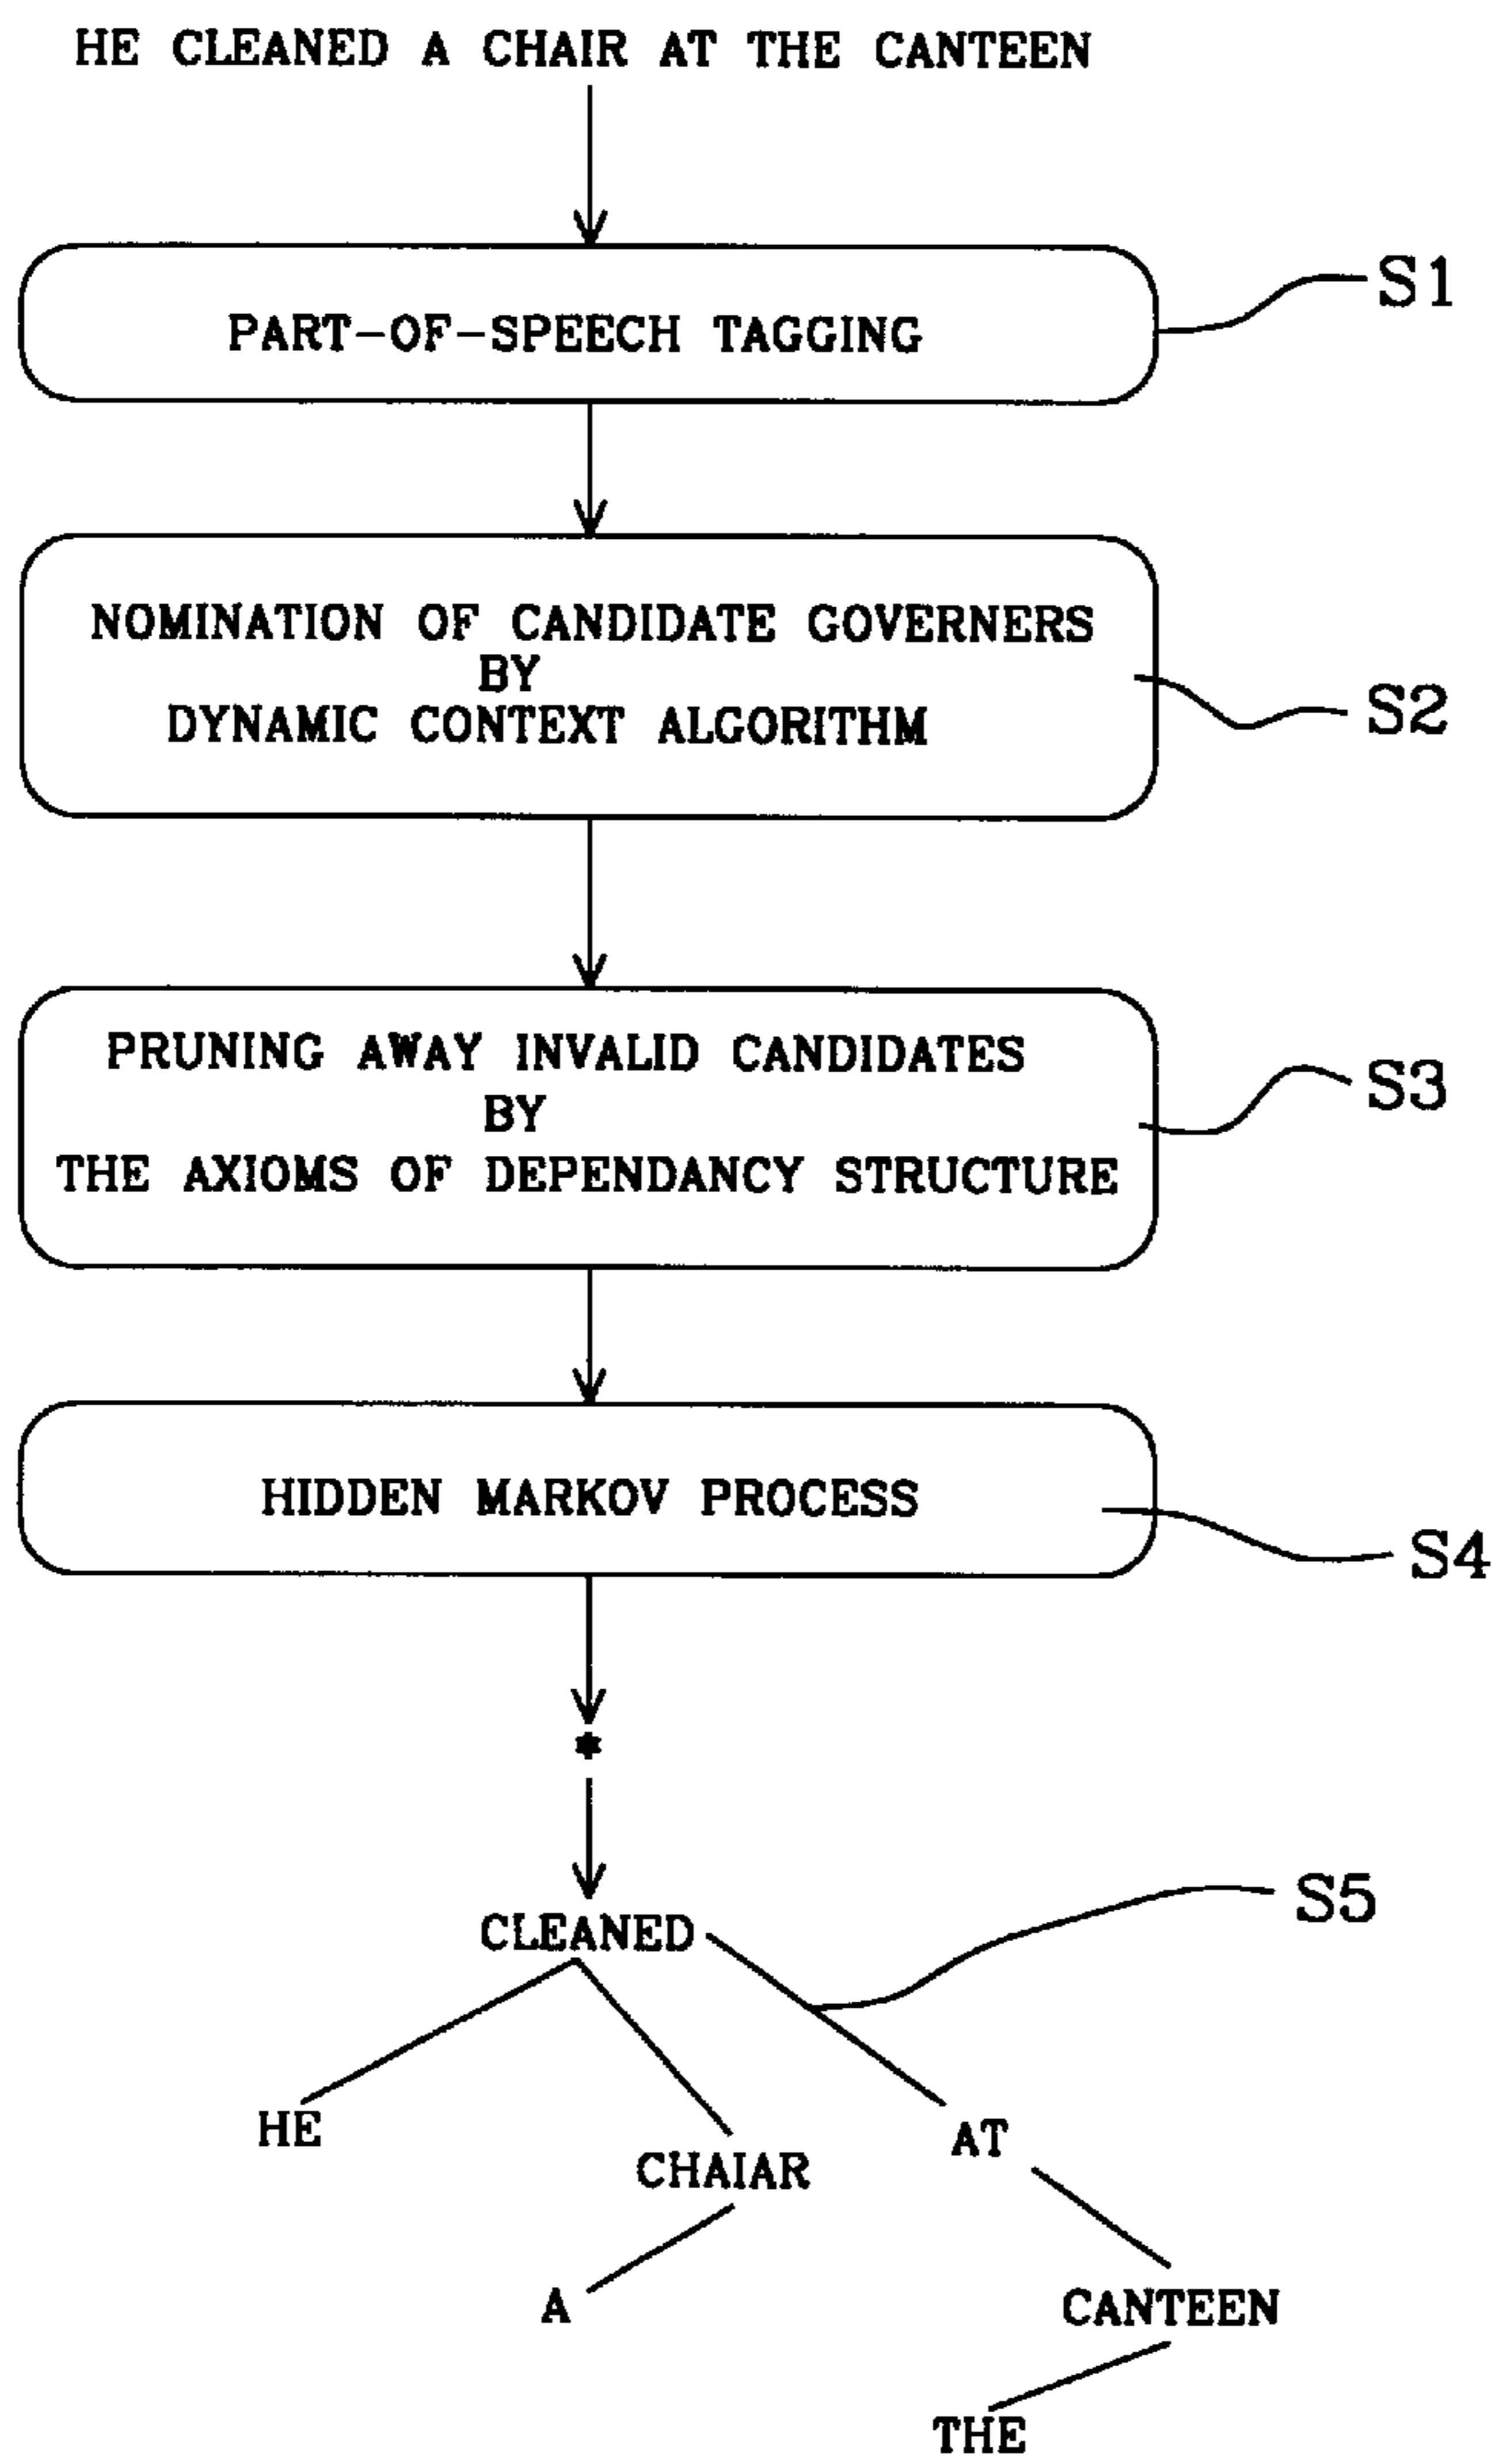 HE CLEANED A CHAIR AT THE CANTEEN
S1
PART-OF-SPEECH TAGGING
NOMINATION OF CANDIDATE GOVERNERS
BY
DYNAMIC CONTEXT ALGORITHM
S2
PRUNING AWAY INVALID CANDIDATES
BY
THE AXIOMS OF DEPENDANCY STRUCTURE
S3
HIDDEN MARKOV PROCESS
S4
*
S5
CLEANED
HE
AT
CHAIAR
A
CANTEEN
THE